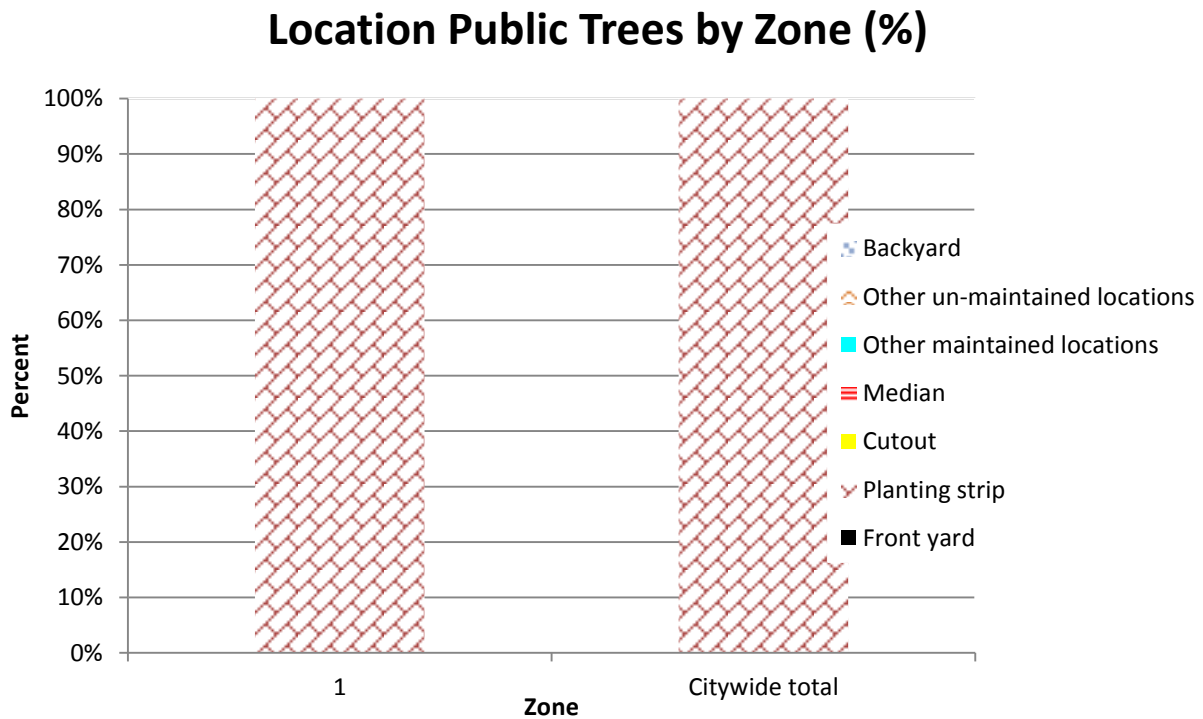 Location Public Trees by Zone (%)
100%
90%
80%
70%
60%
50%
40%
30%
20%
10%
0%
Percent
1
Citywide total
Zone
Backyard
Other un-maintained locations
Other maintained locations
Median
Cutout
Planting strip
Front yard